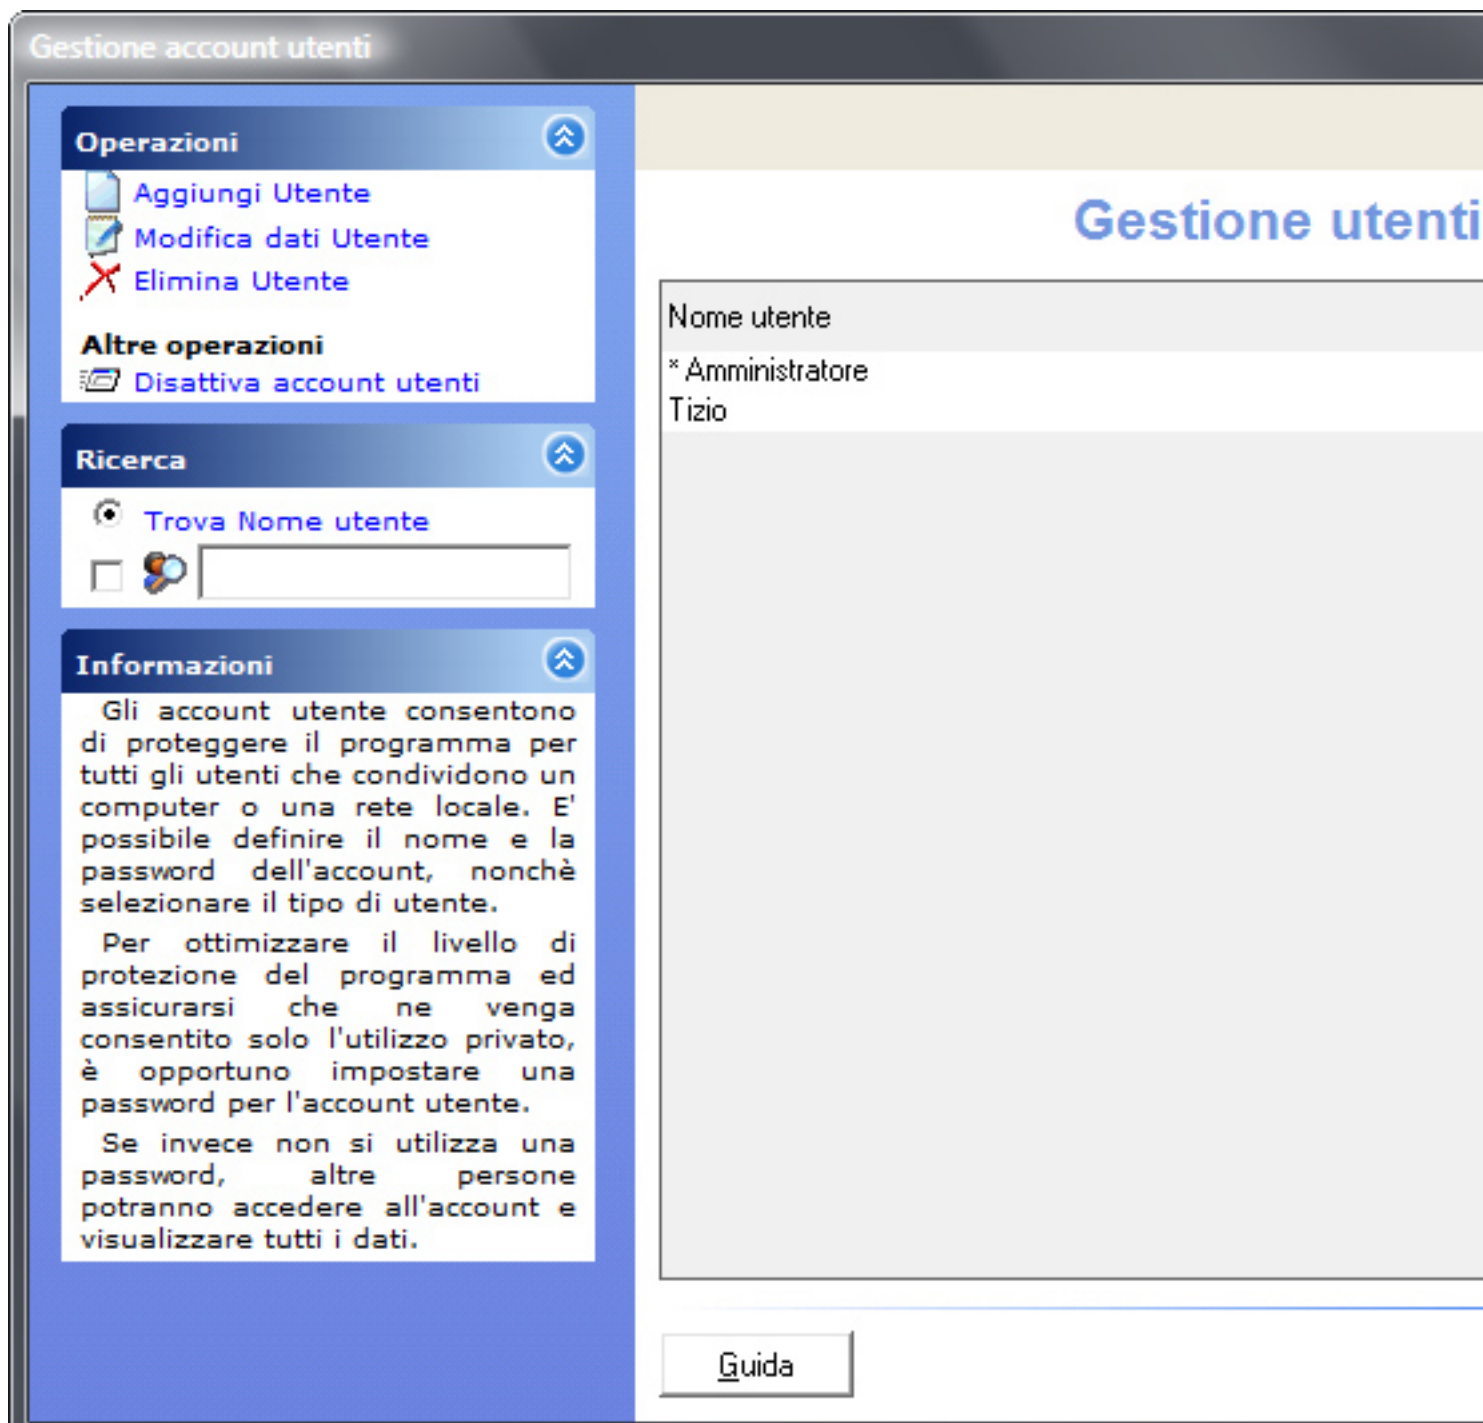 Gestione account utenti
Operazioni
Aggiungi Utente
Modifica dati Utente
Elimina Utente
Altre operazioni
Disattiva account utenti
Ricerca
Trova Nome utente
Informazioni
Gli account utente consentono
di proteggere il programma per
tutti gli utenti che condividono un
computer o una rete locale. E'
possibile definire il nome e la
password dell'account, nonchè
selezionare il tipo di utente.
Per ottimizzare il livello di
protezione del programma ed
assicurarsi che ne venga
consentito solo l'utilizzo privato,
è opportuno impostare una
password per l'account utente.
Se invece non si utilizza una
password, altre persone
potranno accedere all'account e
visualizzare tutti i dati.
Gestione utenti
Nome utente
* Amministratore
Tizio
Guida